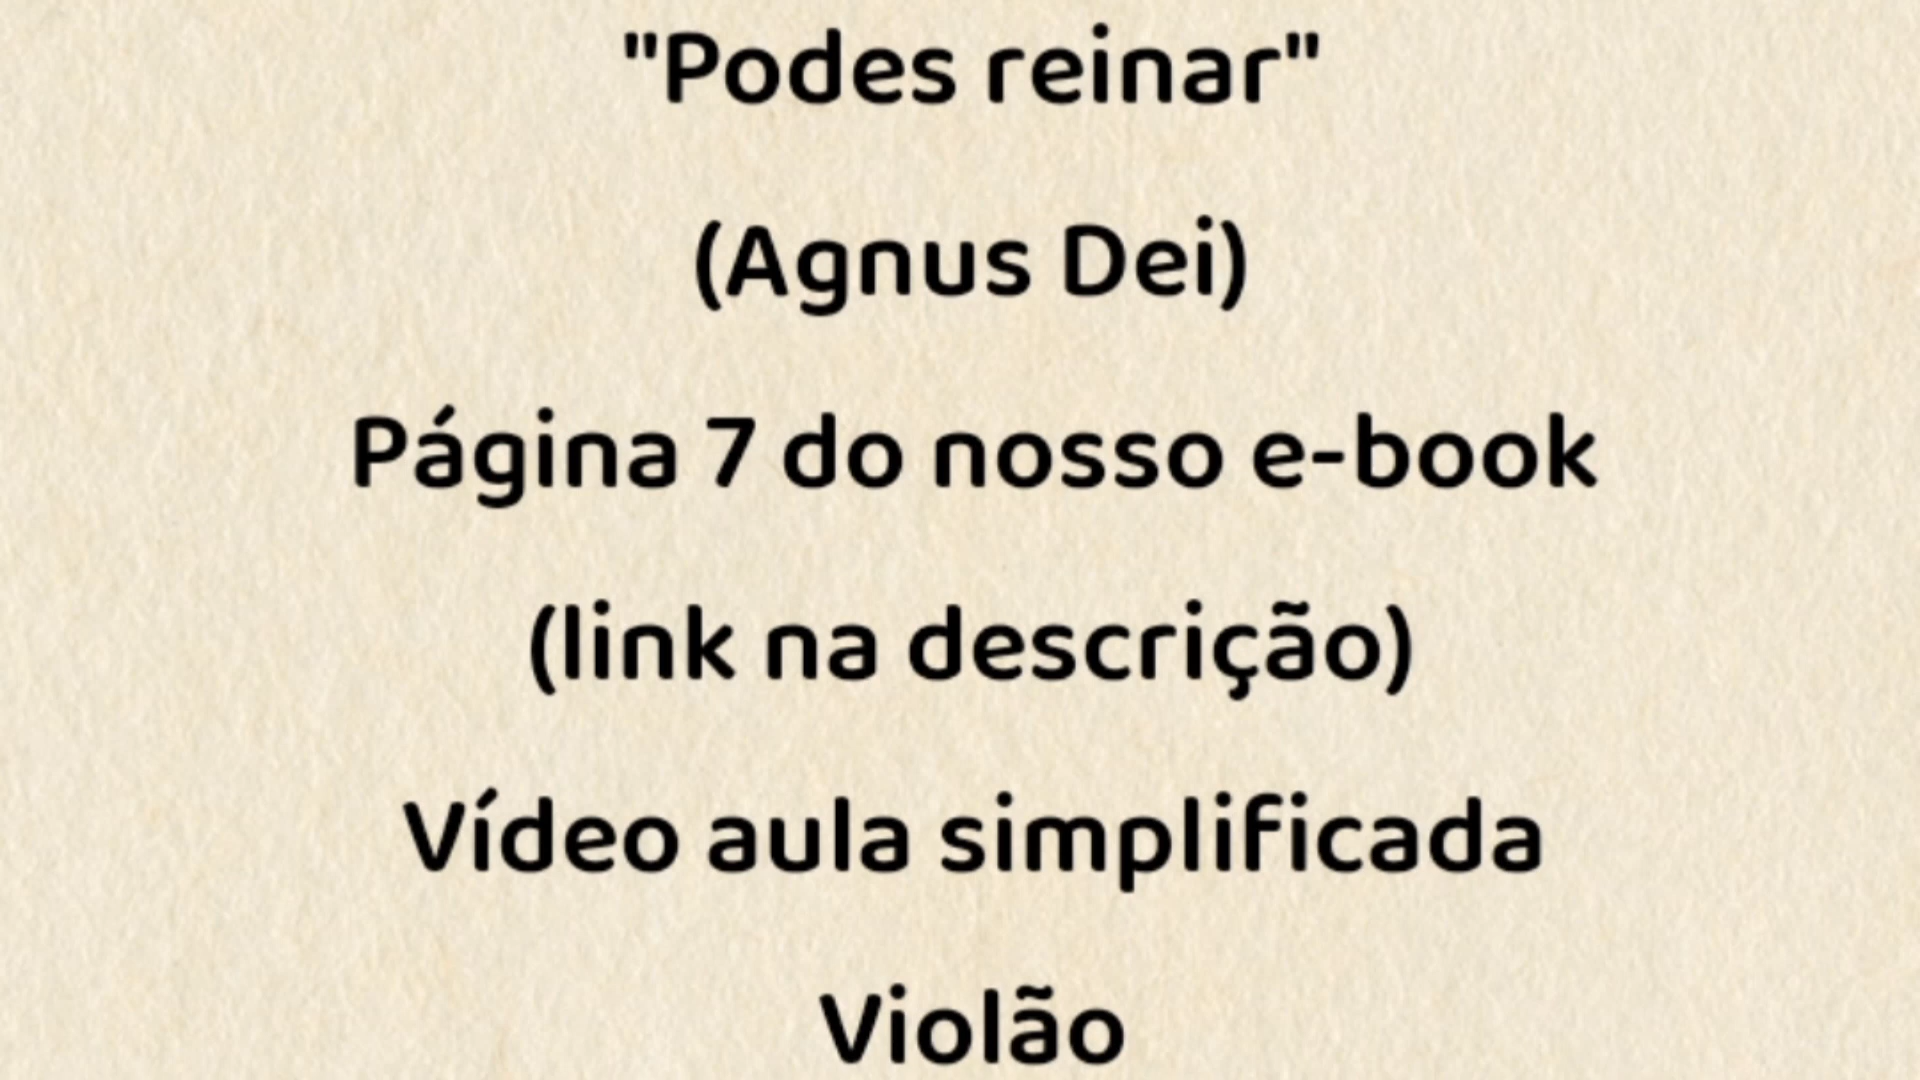 "Podes reinar"
(Agnus Dei)
Página 7 do nosso e-book
(link na descrição)
Vídeo aula simplificada
Violão